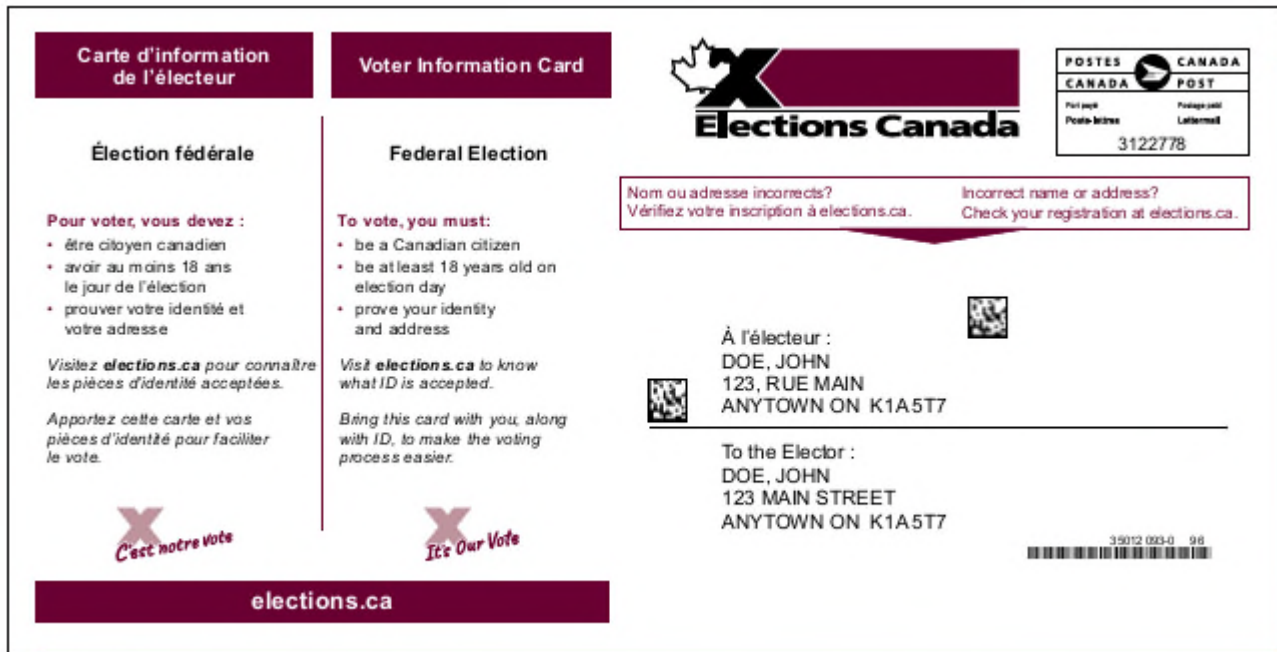 Carte d'information
de l'électeur
Voter Information Card
Élection fédérale
Pour voter, vous devez :
• être citoyen canadien
• avoir au moins 18 ans
le jour de l'élection
• prouver votre identité et
votre adresse
Visitez elections.ca pour connaître
les pièces d'identité acceptées.
Apportez cette carte et vos
pièces d'identité pour faciliter
le vote.
C'est notre vote
Federal Election
To vote, you must:
• be a Canadian citizen
• be at least 18 years old on
election day
• prove your identity
and address
Visit elections.ca to know
what ID is accepted.
Bring this card with you, along
with ID, to make the voting
process easier.
It's Our Vote
elections.ca
Elections Canada
POSTES CANADA
CANADA POST
Port payé Postage paid
Poste-lettres Lettermail
3122778
Nom ou adresse incorrects?
Vérifiez votre inscription à elections.ca.
Incorrect name or address?
Check your registration at elections.ca.
À l'électeur :
DOE, JOHN
123, RUE MAIN
ANYTOWN ON K1A 5T7
To the Elector :
DOE, JOHN
123 MAIN STREET
ANYTOWN ON K1A 5T7
35012 093-0 96